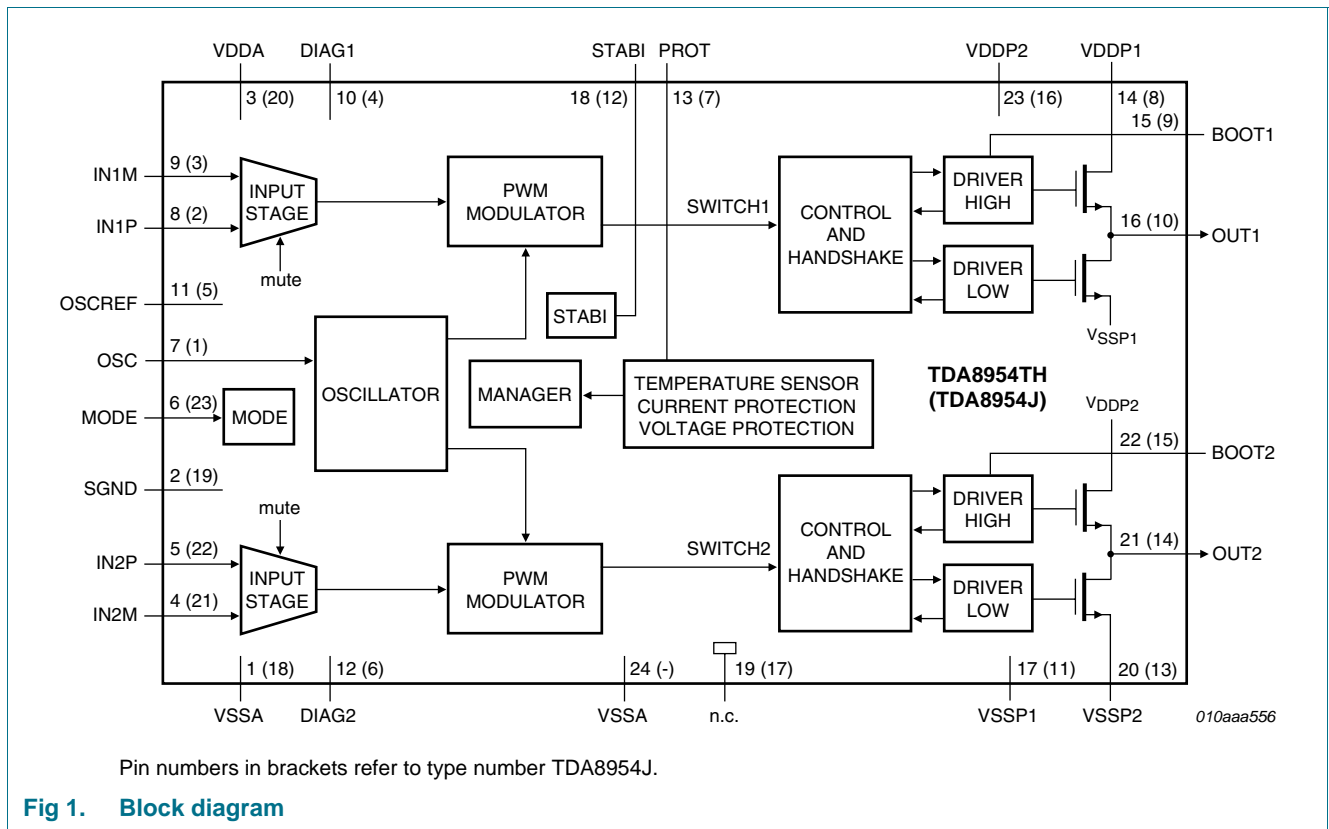 VDDA DIAG1 STABI PROT VDDP2 VDDP1
3 (20) 10 (4) 18 (12) 13 (7) 23 (16) 14 (8)
15 (9) BOOT1
IN1M 9 (3)
IN1P 8 (2)
INPUT
STAGE
mute
PWM
MODULATOR
SWITCH1
CONTROL
AND
HANDSHAKE
DRIVER
HIGH
DRIVER
LOW
16 (10) OUT1
VSSP1
OSCREF 11 (5)
OSC 7 (1)
MODE 6 (23) MODE
SGND 2 (19)
OSCILLATOR
STABI
MANAGER
TEMPERATURE SENSOR
CURRENT PROTECTION
VOLTAGE PROTECTION
TDA8954TH
(TDA8954J)
VDDP2
22 (15) BOOT2
mute
IN2P 5 (22)
IN2M 4 (21)
INPUT
STAGE
PWM
MODULATOR
SWITCH2
CONTROL
AND
HANDSHAKE
DRIVER
HIGH
DRIVER
LOW
21 (14) OUT2
1 (18) 12 (6) 24 (-) 19 (17) 17 (11) 20 (13)
VSSA DIAG2 VSSA n.c. VSSP1 VSSP2 010aaa556
Pin numbers in brackets refer to type number TDA8954J.
Fig 1. Block diagram